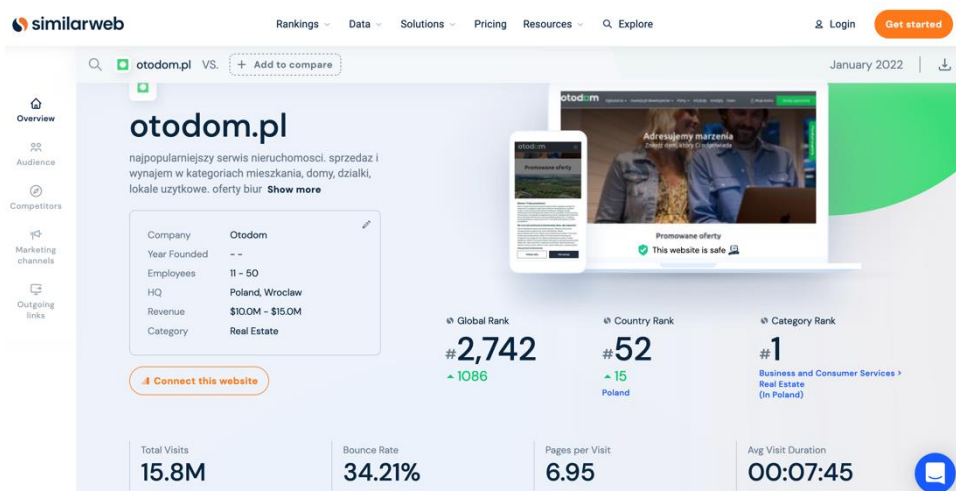 similarweb
Rankings Data Solutions Pricing Resources Explore
Login
Get started
otodom.pl VS. + Add to compare
January 2022
Overview
Audience
Competitors
Marketing
channels
Outgoing
links
otodom.pl
najpopularniejszy serwis nieruchomosci. sprzedaz i
wynajem w kategoriach mieszkania, domy, dzialki,
lokale uzytkowe. oferty biur Show more
Company Otodom
Year Founded - -
Employees 11 - 50
HQ Poland, Wroclaw
Revenue $10.0M - $15.0M
Category Real Estate
Connect this website
otodom
Adresujemy marzenia
Znajdź dom, który Ci odpowiada
otodom
Promowane oferty
Promowane oferty
This website is safe
Global Rank
#2,742
1086
Country Rank
#52
15
Poland
Category Rank
#1
Business and Consumer Services >
Real Estate
(In Poland)
Total Visits
15.8M
Bounce Rate
34.21%
Pages per Visit
6.95
Avg Visit Duration
00:07:45